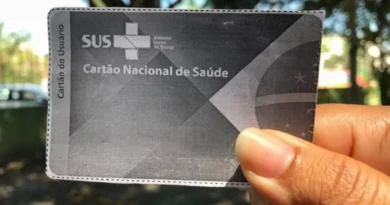 Cartão do Usuário
SUS
Cartão Nacional de Saúde